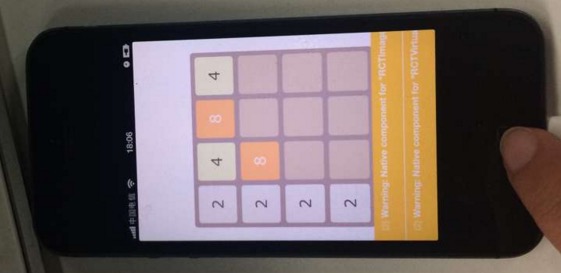 中国电信 18:06
2 4 8 4
2 8
2
2
Warning: Native component for "RCTImag
Warning: Native component for "RCTVirtua